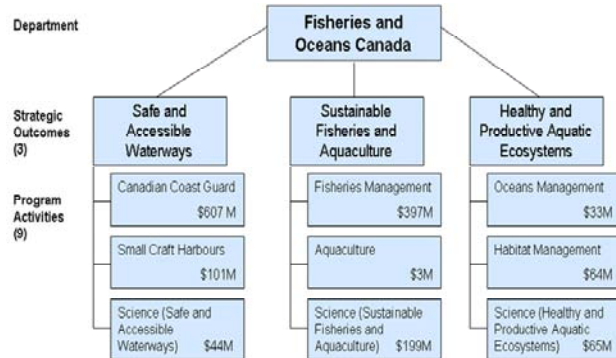 Department
Fisheries and
Oceans Canada
Strategic
Outcomes
(3)
Safe and
Accessible
Waterways
Sustainable
Fisheries and
Aquaculture
Healthy and
Productive Aquatic
Ecosystems
Program
Activities
(9)
Canadian Coast Guard
$607 M
Fisheries Management
$397M
Oceans Management
$33M
Small Craft Harbours
$101M
Aquaculture
$3M
Habitat Management
$64M
Science (Safe and
Accessible
Waterways) $44M
Science (Sustainable
Fisheries and
Aquaculture) $199M
Science (Healthy and
Productive Aquatic
Ecosystems) $65M